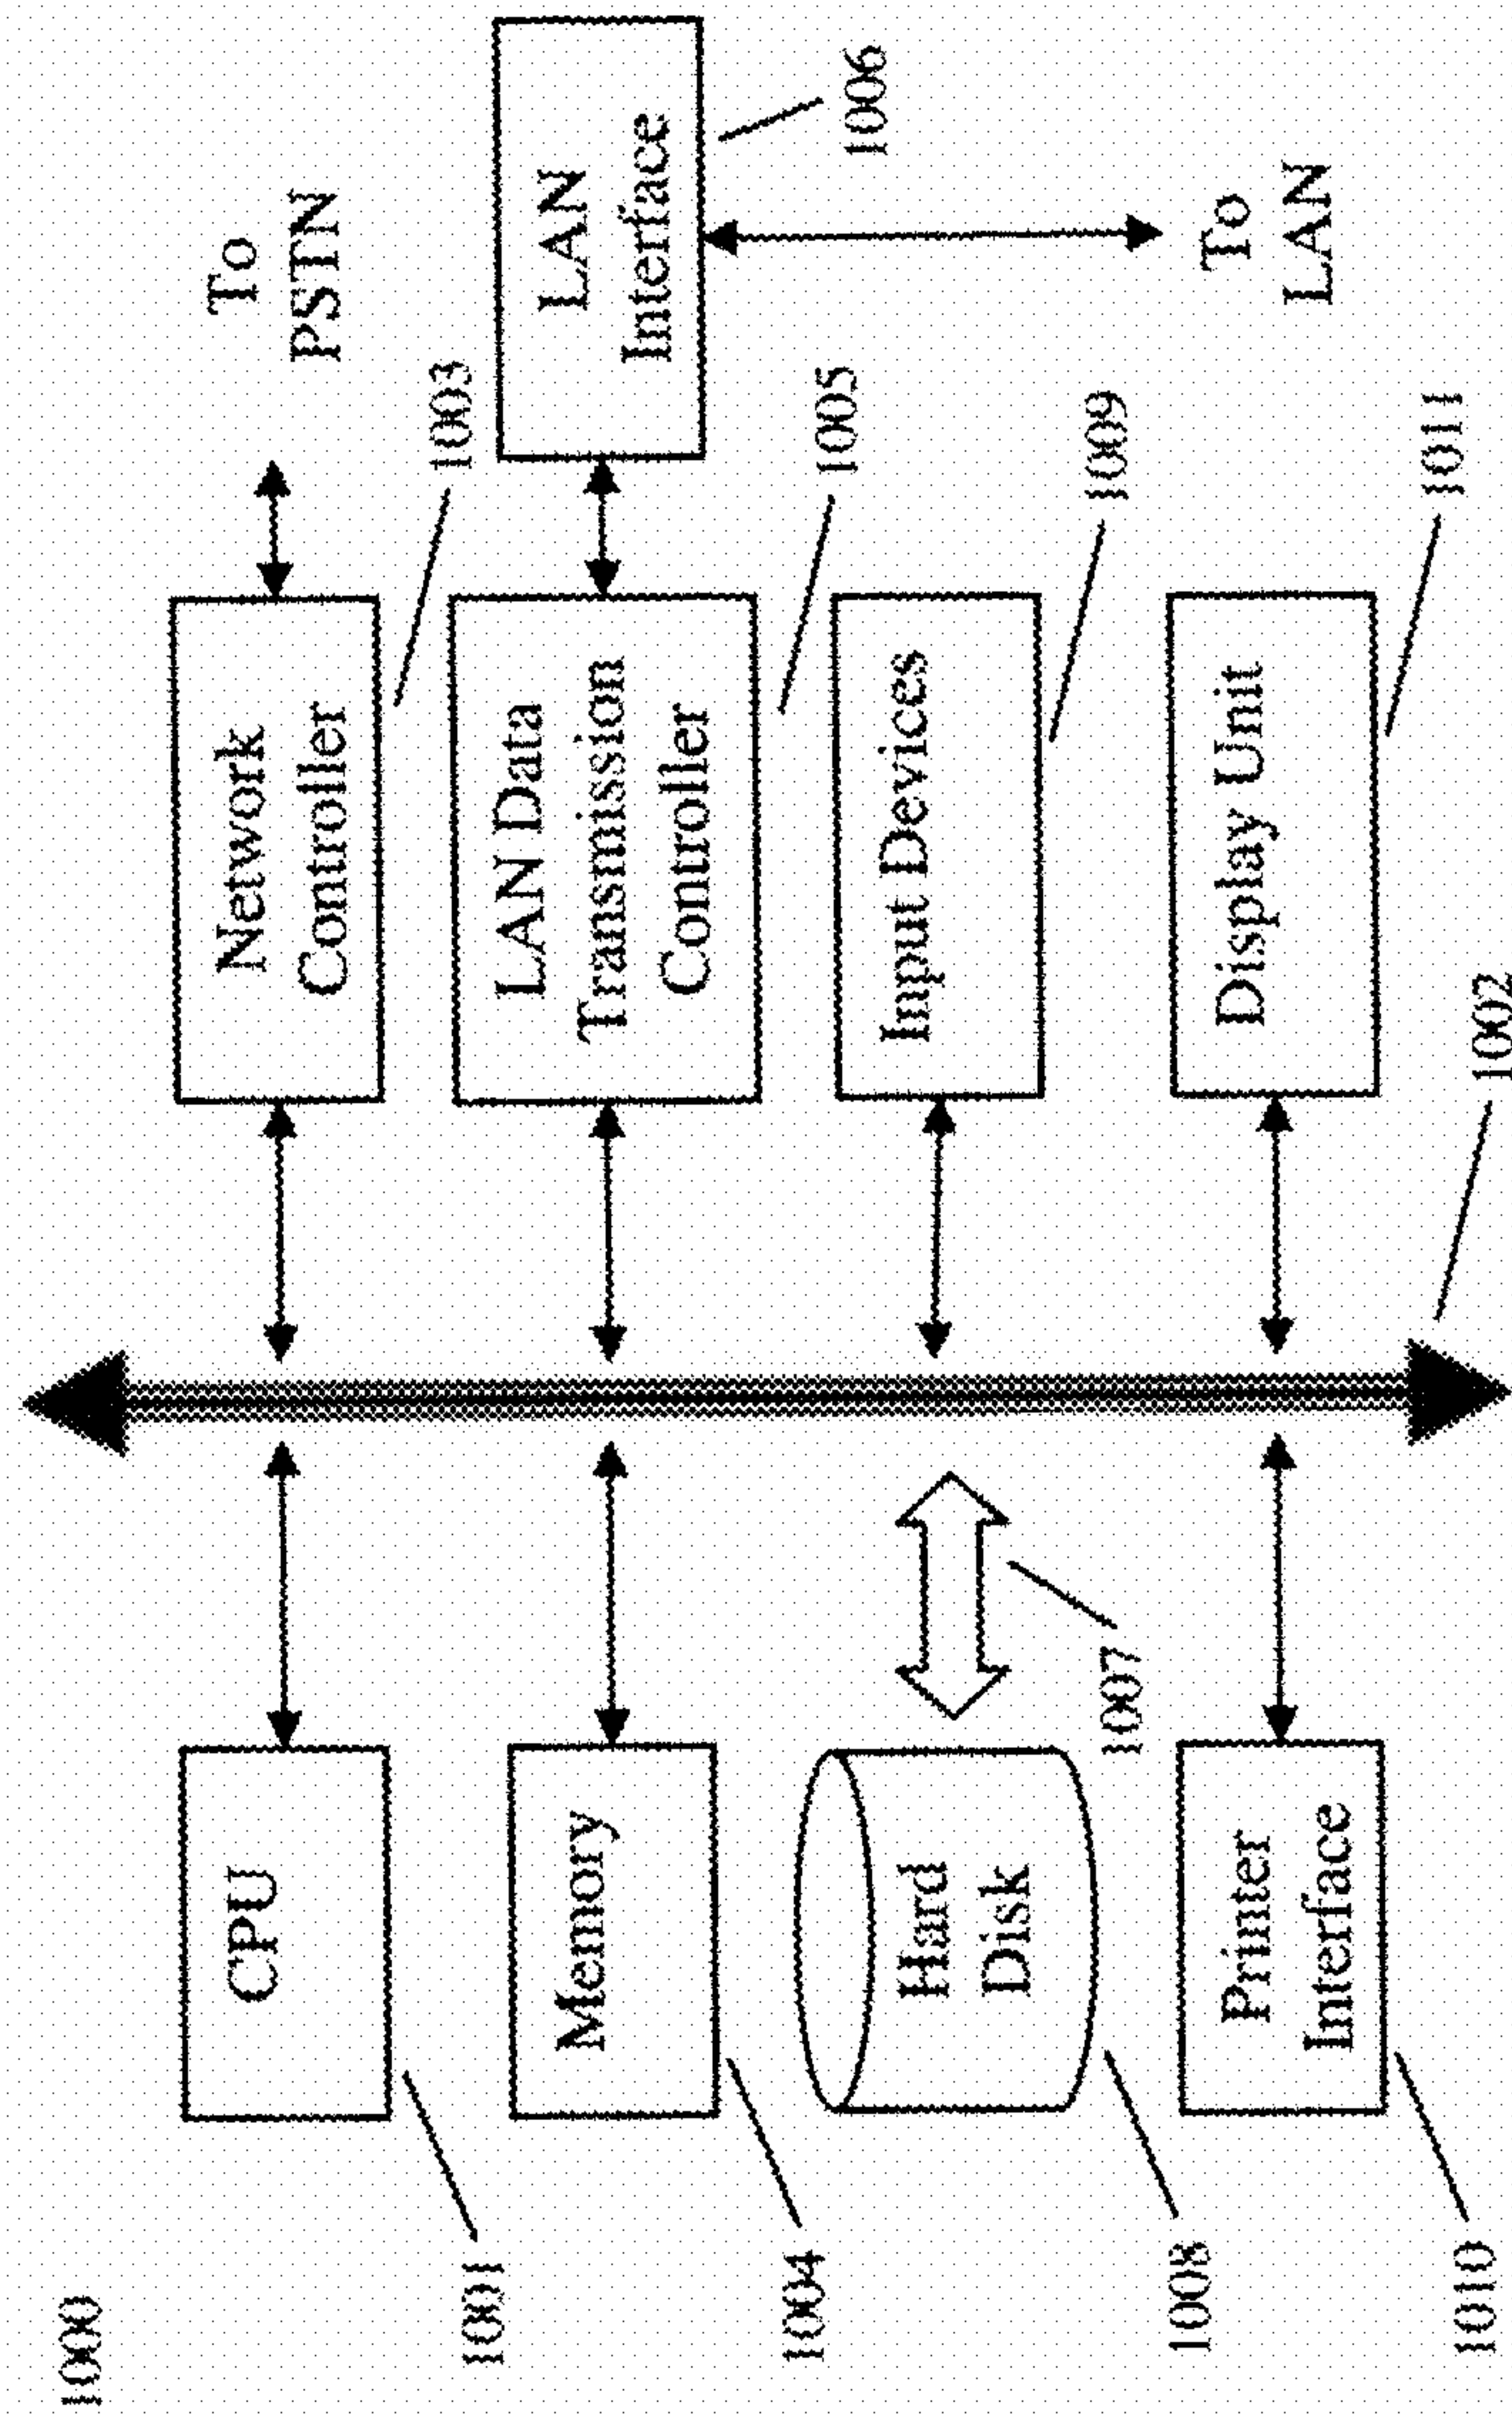 1000
CPU
1001
Memory
1004
Hard
Disk
1008
1007
Printer
Interface
1010
1002
Network
Controller
1003
To
PSTN
LAN Data
Transmission
Controller
1005
LAN
Interface
1006
To
LAN
Input Devices
1009
Display Unit
1011